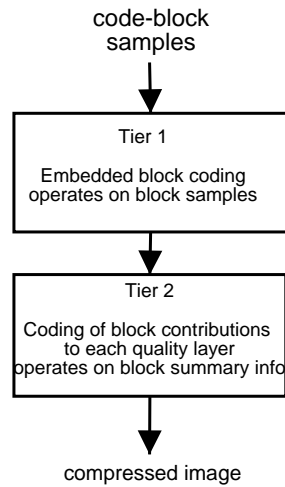 code-block
samples
Tier 1
Embedded block coding
operates on block samples
Tier 2
Coding of block contributions
to each quality layer
operates on block summary info
compressed image